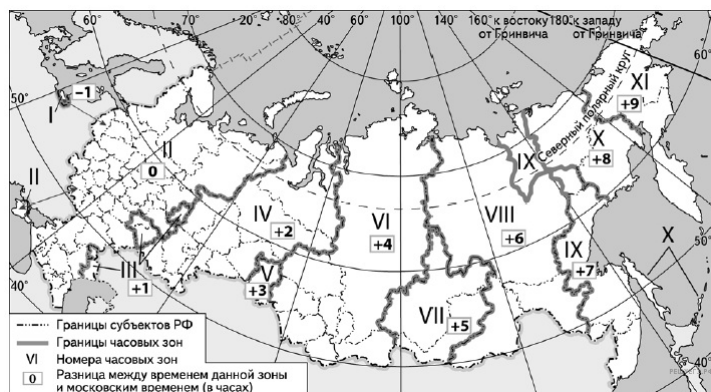 60° 70° 20° 80° 40° 60° 80° 100° 120° 140° 160° к востоку 180° к западу
от Гринвича от Гринвича
60°
50°
I
-1
II
II
0
40°
III
+1
IV
+2
V
+3
VI
+4
VII
+5
VIII
+6
IX
IX
+7
Северный полярный круг
X
+8
XI
+9
X
50°
40°
Границы субъектов РФ
Границы часовых зон
VI Номера часовых зон
0 Разница между временем данной зоны
и московским временем (в часах)